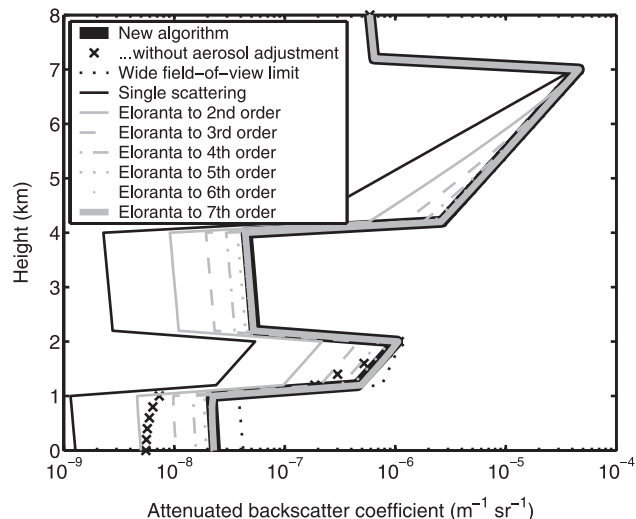 8
7
6
5
4
3
2
1
0
Height (km)
New algorithm
...without aerosol adjustment
Wide field−of−view limit
Single scattering
Eloranta to 2nd order
Eloranta to 3rd order
Eloranta to 4th order
Eloranta to 5th order
Eloranta to 6th order
Eloranta to 7th order
10⁻⁹ 10⁻⁸ 10⁻⁷ 10⁻⁶ 10⁻⁵ 10⁻⁴
Attenuated backscatter coefficient (m⁻¹ sr⁻¹)